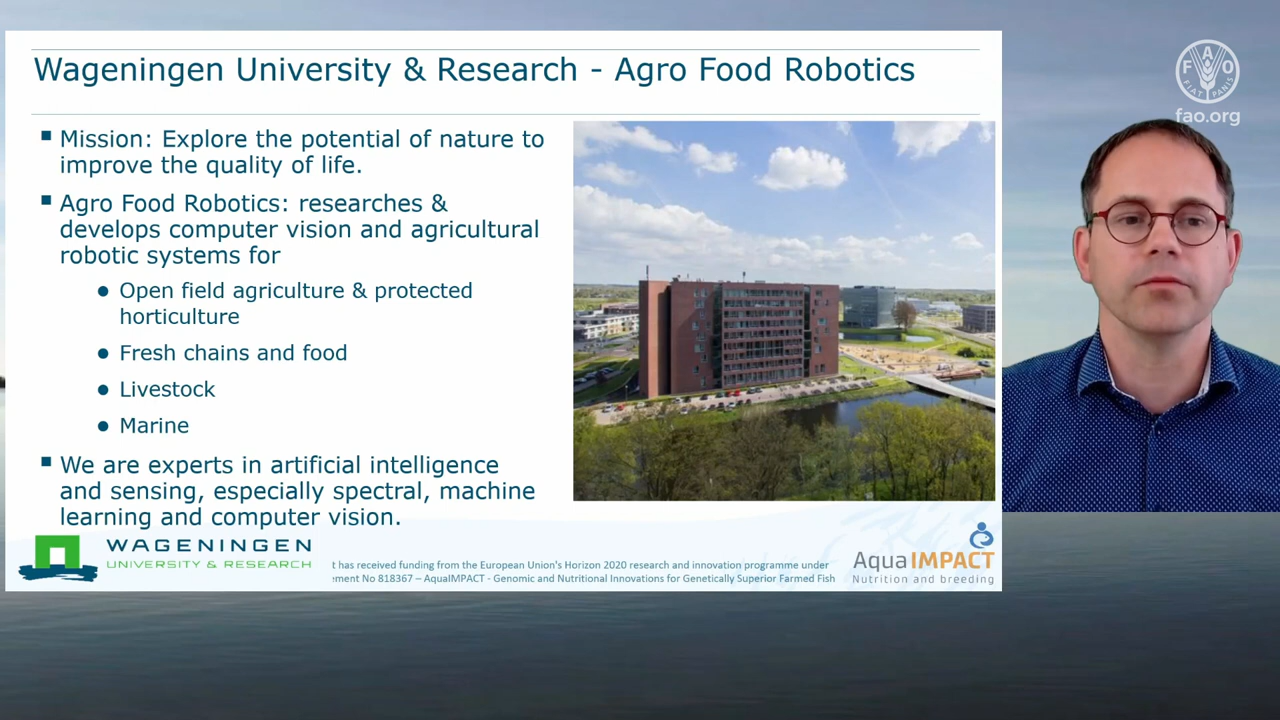 Wageningen University & Research - Agro Food Robotics
▪ Mission: Explore the potential of nature to
improve the quality of life.
▪ Agro Food Robotics: researches &
develops computer vision and agricultural
robotic systems for
● Open field agriculture & protected
horticulture
● Fresh chains and food
● Livestock
● Marine
▪ We are experts in artificial intelligence
and sensing, especially spectral, machine
learning and computer vision.
WAGENINGEN
UNIVERSITY & RESEARCH
t has received funding from the European Union's Horizon 2020 research and innovation programme under
ement No 818367 – AquaIMPACT - Genomic and Nutritional Innovations for Genetically Superior Farmed Fish
AquaIMPACT
Nutrition and breeding
F A O
FIAT PANIS
fao.org